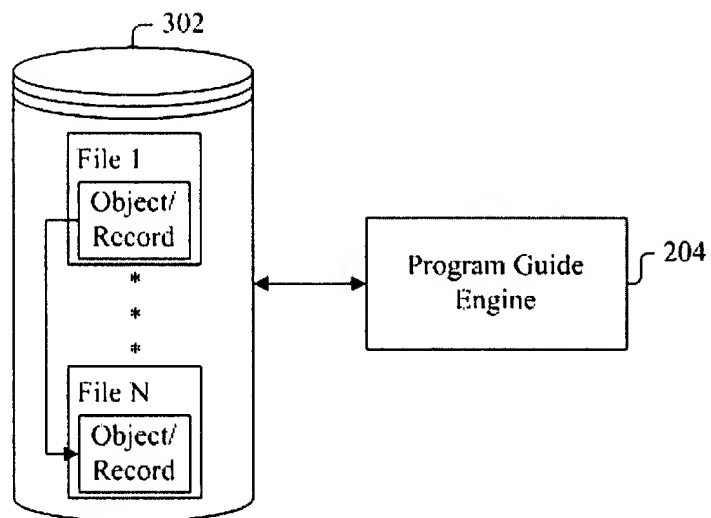 302
File 1
Object/
Record
*
*
*
File N
Object/
Record
Program Guide
Engine
204